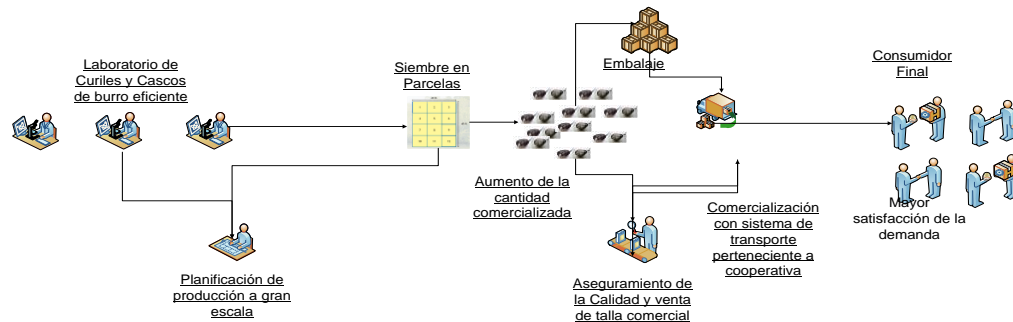 Laboratorio de
Curiles y Cascos
de burro eficiente
Siembre en
Parcelas
Embalaje
Consumidor
Final
Aumento de la
cantidad
comercializada
Comercialización
con sistema de
transporte
perteneciente a
cooperativa
Mayor
satisfacción de la
demanda
Planificación de
producción a gran
escala
Aseguramiento de
la Calidad y venta
de talla comercial